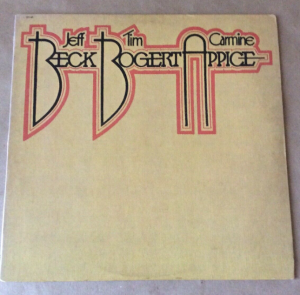 Jeff Tim Carmine
BECK BOGERT APPICE